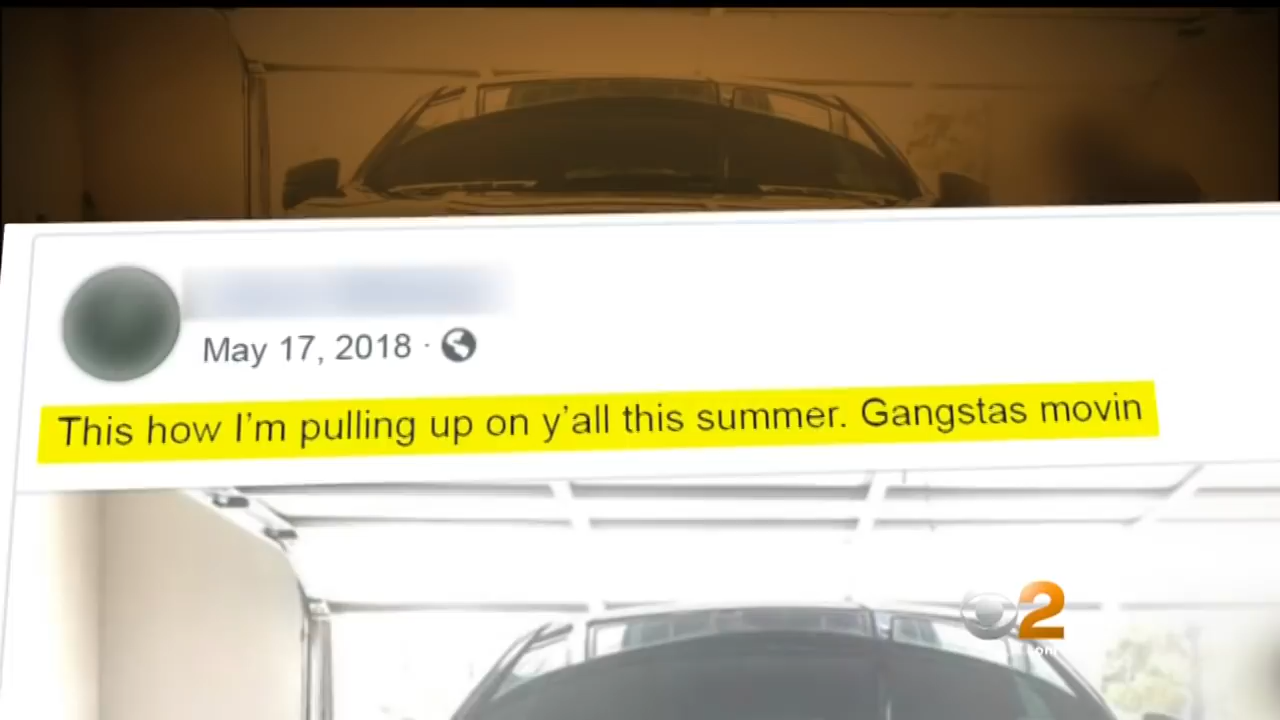 May 17, 2018 ·
This how I'm pulling up on y'all this summer. Gangstas movin
2